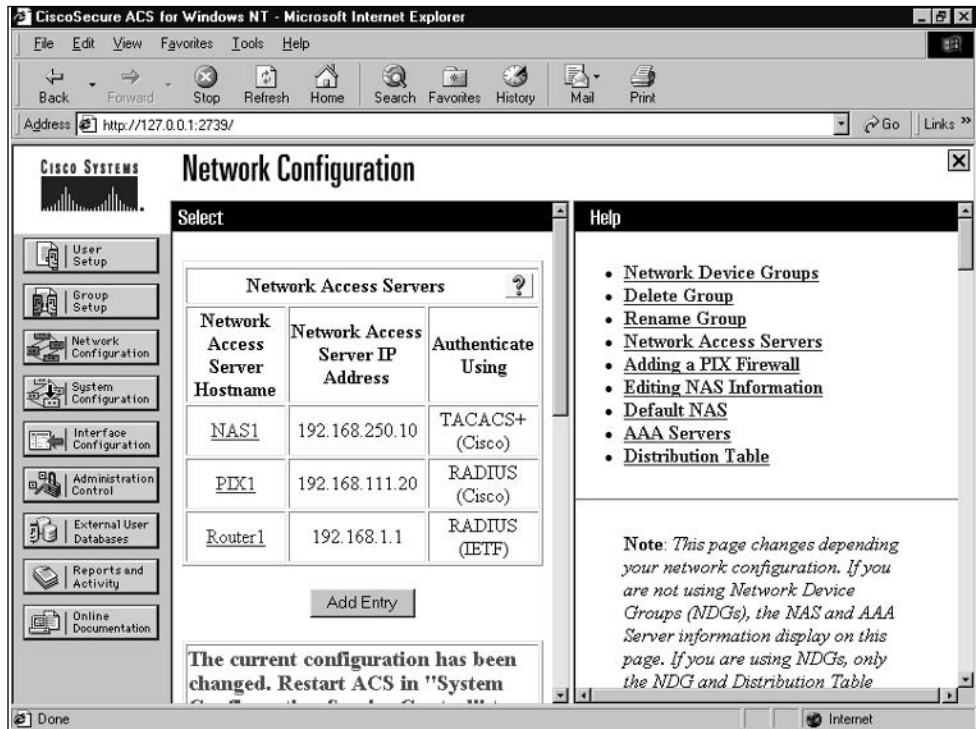 CiscoSecure ACS for Windows NT - Microsoft Internet Explorer
File Edit View Favorites Tools Help
Back Forward Stop Refresh Home Search Favorites History Mail Print
Address http://127.0.0.1:2739/ Go Links »
CISCO SYSTEMS
Network Configuration
User
Setup
Group
Setup
Network
Configuration
System
Configuration
Interface
Configuration
Administration
Control
External User
Databases
Reports and
Activity
Online
Documentation
Select
Network Access Servers ?
Network
Access
Server
Hostname
Network Access
Server IP
Address
Authenticate
Using
NAS1 192.168.250.10 TACACS+
(Cisco)
PIX1 192.168.111.20 RADIUS
(Cisco)
Router1 192.168.1.1 RADIUS
(IETF)
Add Entry
The current configuration has been
changed. Restart ACS in "System
Help
• Network Device Groups
• Delete Group
• Rename Group
• Network Access Servers
• Adding a PIX Firewall
• Editing NAS Information
• Default NAS
• AAA Servers
• Distribution Table
Note: This page changes depending
your network configuration. If you
are not using Network Device
Groups (NDGs), the NAS and AAA
Server information display on this
page. If you are using NDGs, only
the NDG and Distribution Table
Done Internet